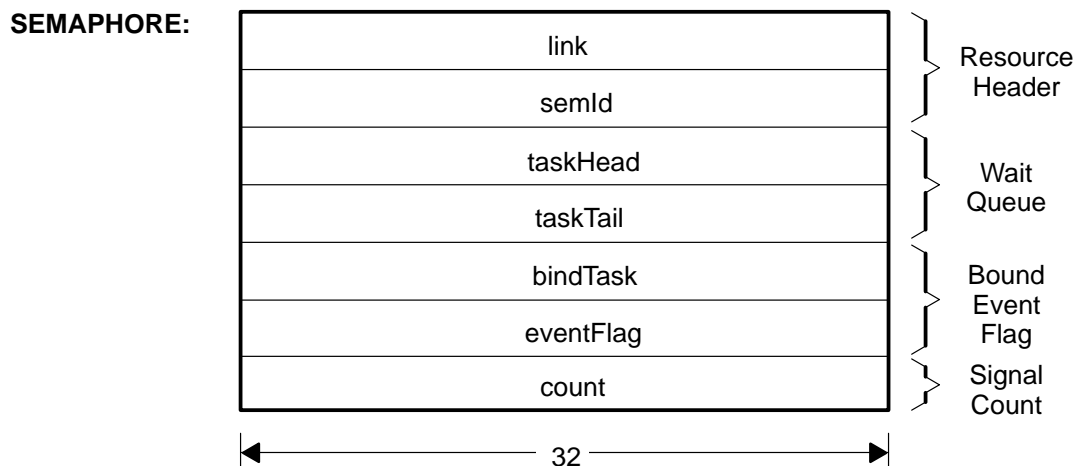 SEMAPHORE:
link
semId
Resource
Header
taskHead
taskTail
Wait
Queue
bindTask
eventFlag
Bound
Event
Flag
count
Signal
Count
32